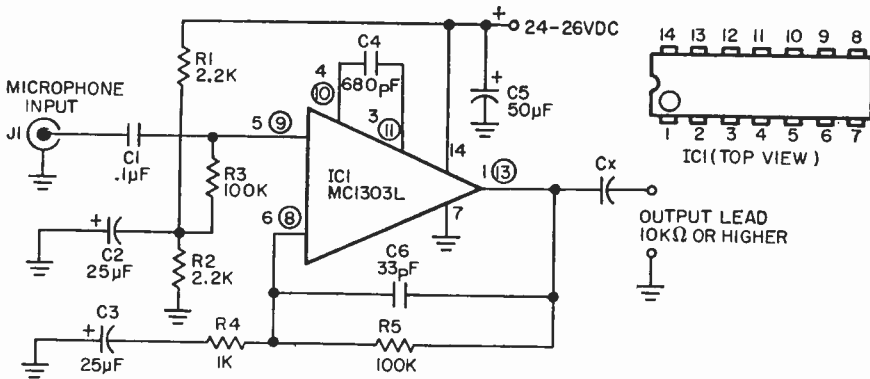 + 24-26VDC
R1
2.2K
MICROPHONE
INPUT
J1
C1
.1µF
R3
100K
+
C2
25µF
R2
2.2K
+
C3
25µF
R4
1K
R5
100K
C6
33pF
C4
680pF
4
10
3
11
5 9
6 8
IC1
MC1303L
14
7
1 13
+
C5
50µF
Cx
OUTPUT LEAD
10KΩ OR HIGHER
14 13 12 11 10 9 8
1 2 3 4 5 6 7
IC1 (TOP VIEW)